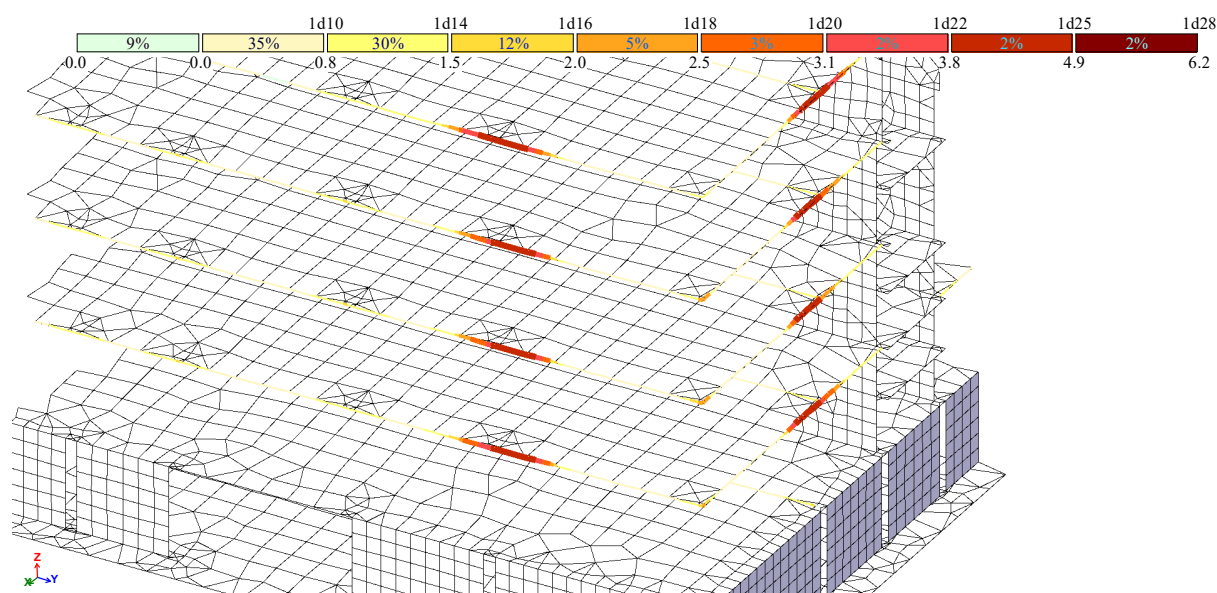 1d10 1d14 1d16 1d18 1d20 1d22 1d25 1d28
9% 35% 30% 12% 5% 3% 2% 2% 2%
0.0 0.0 0.8 1.5 2.0 2.5 3.1 3.8 4.9 6.2
Z
X Y